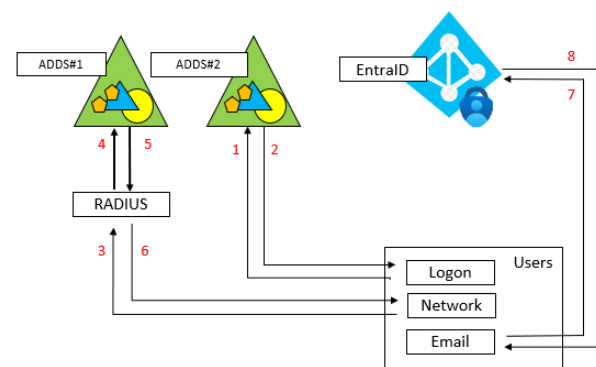 ADDS#1
ADDS#2
EntraID
8
7
4
5
1
2
RADIUS
3
6
Users
Logon
Network
Email